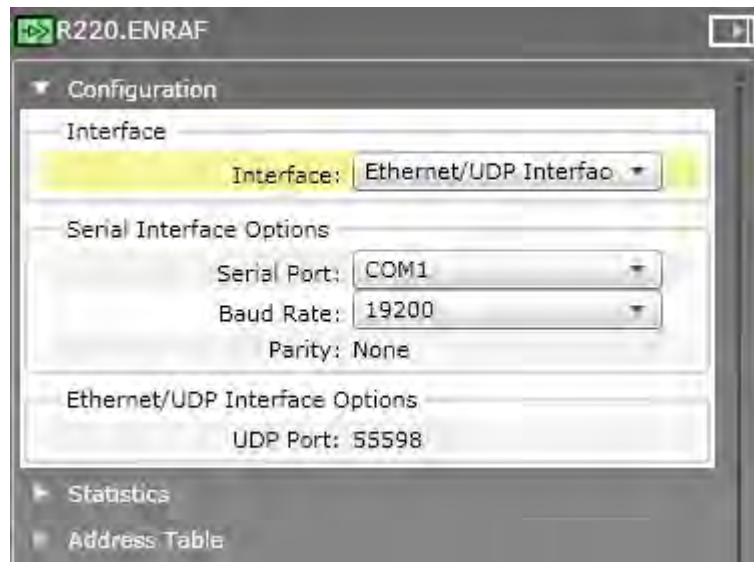 R220.ENRAF
Configuration
Interface
Interface: Ethernet/UDP Interfac
Serial Interface Options
Serial Port: COM1
Baud Rate: 19200
Parity: None
Ethernet/UDP Interface Options
UDP Port: 55598
Statistics
Address Table